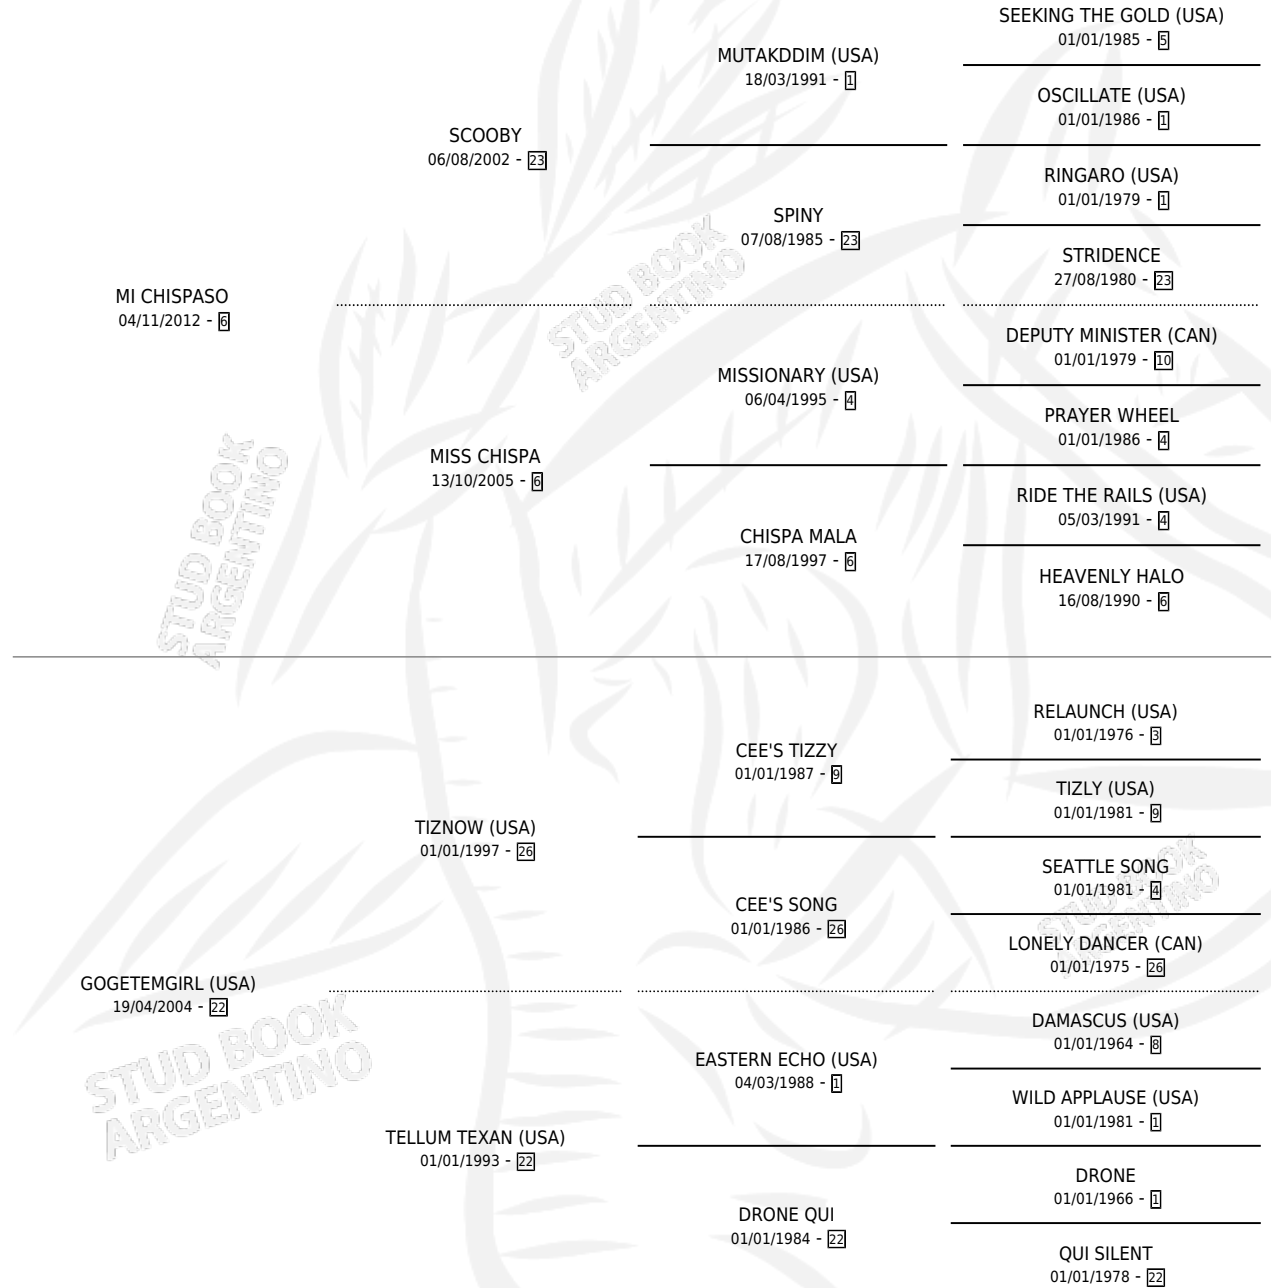 SEEKING THE GOLD (USA)
01/01/1985 - 5
MUTAKDDIM (USA)
18/03/1991 - 1
OSCILLATE (USA)
01/01/1986 - 1
SCOOBY
06/08/2002 - 23
RINGARO (USA)
01/01/1979 - 1
SPINY
07/08/1985 - 23
STRIDENCE
27/08/1980 - 23
MI CHISPASO
04/11/2012 - 6
DEPUTY MINISTER (CAN)
01/01/1979 - 10
MISSIONARY (USA)
06/04/1995 - 4
PRAYER WHEEL
01/01/1986 - 4
MISS CHISPA
13/10/2005 - 6
RIDE THE RAILS (USA)
05/03/1991 - 4
CHISPA MALA
17/08/1997 - 6
HEAVENLY HALO
16/08/1990 - 6
RELAUNCH (USA)
01/01/1976 - 3
CEE'S TIZZY
01/01/1987 - 9
TIZLY (USA)
01/01/1981 - 9
TIZNOW (USA)
01/01/1997 - 26
SEATTLE SONG
01/01/1981 - 4
CEE'S SONG
01/01/1986 - 26
LONELY DANCER (CAN)
01/01/1975 - 26
GOGETEMGIRL (USA)
19/04/2004 - 22
DAMASCUS (USA)
01/01/1964 - 8
EASTERN ECHO (USA)
04/03/1988 - 1
WILD APPLAUSE (USA)
01/01/1981 - 1
TELLUM TEXAN (USA)
01/01/1993 - 22
DRONE
01/01/1966 - 1
DRONE QUI
01/01/1984 - 22
QUI SILENT
01/01/1978 - 22
STUD BOOK
ARGENTINO
STUD BOOK
ARGENTINO
STUD BOOK
ARGENTINO
STUD BOOK
ARGENTINO